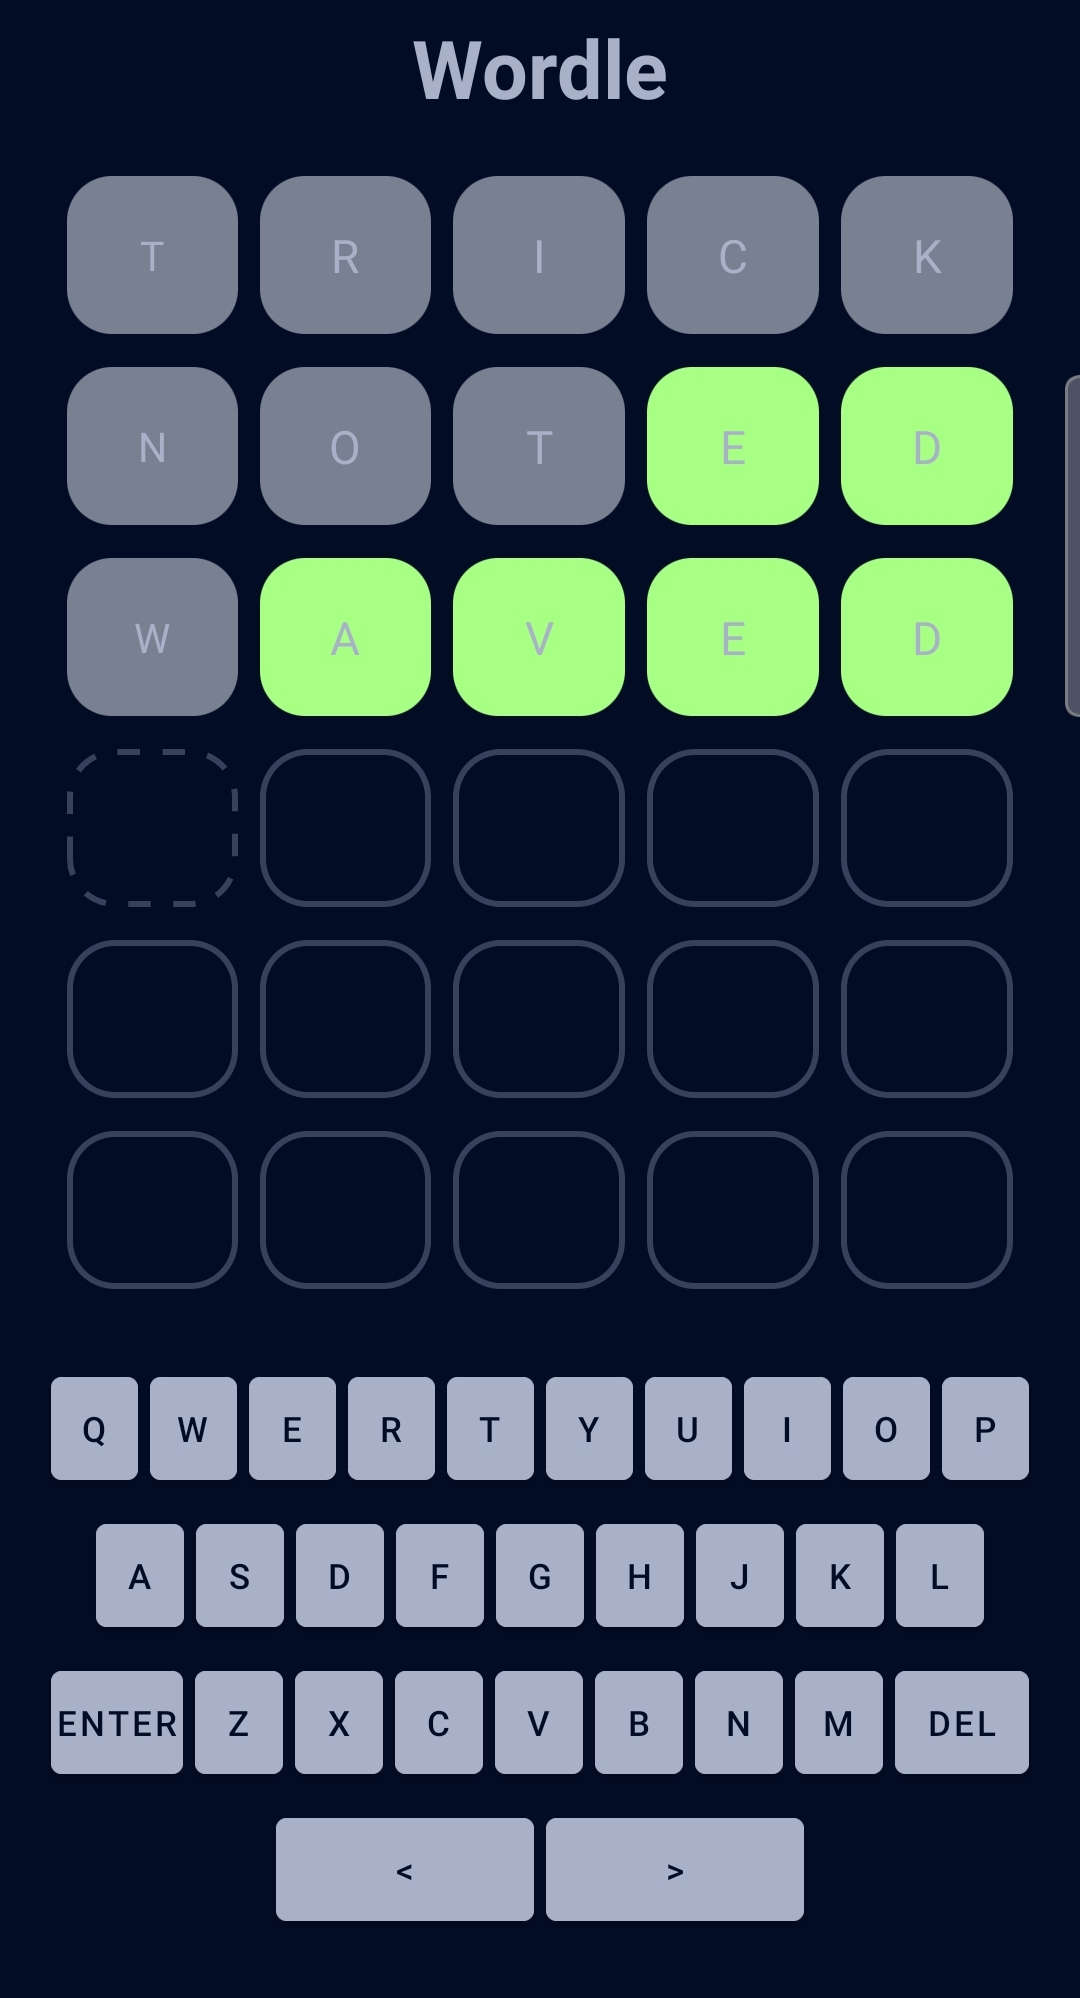 Wordle
T R I C K
N O T E D
W A V E D
Q W E R T Y U I O P
A S D F G H J K L
ENTER Z X C V B N M DEL
< >